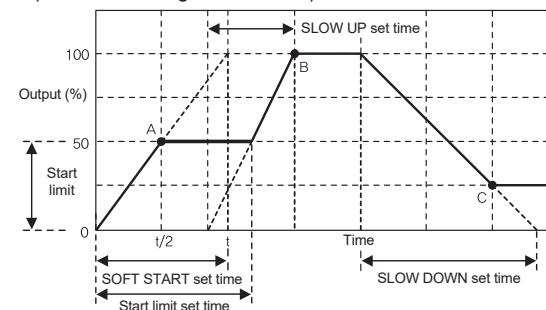 SLOW UP set time
100
B
Output (%)
A
50
Start
limit
C
0
t/2
t
Time
SOFT START set time
SLOW DOWN set time
Start limit set time